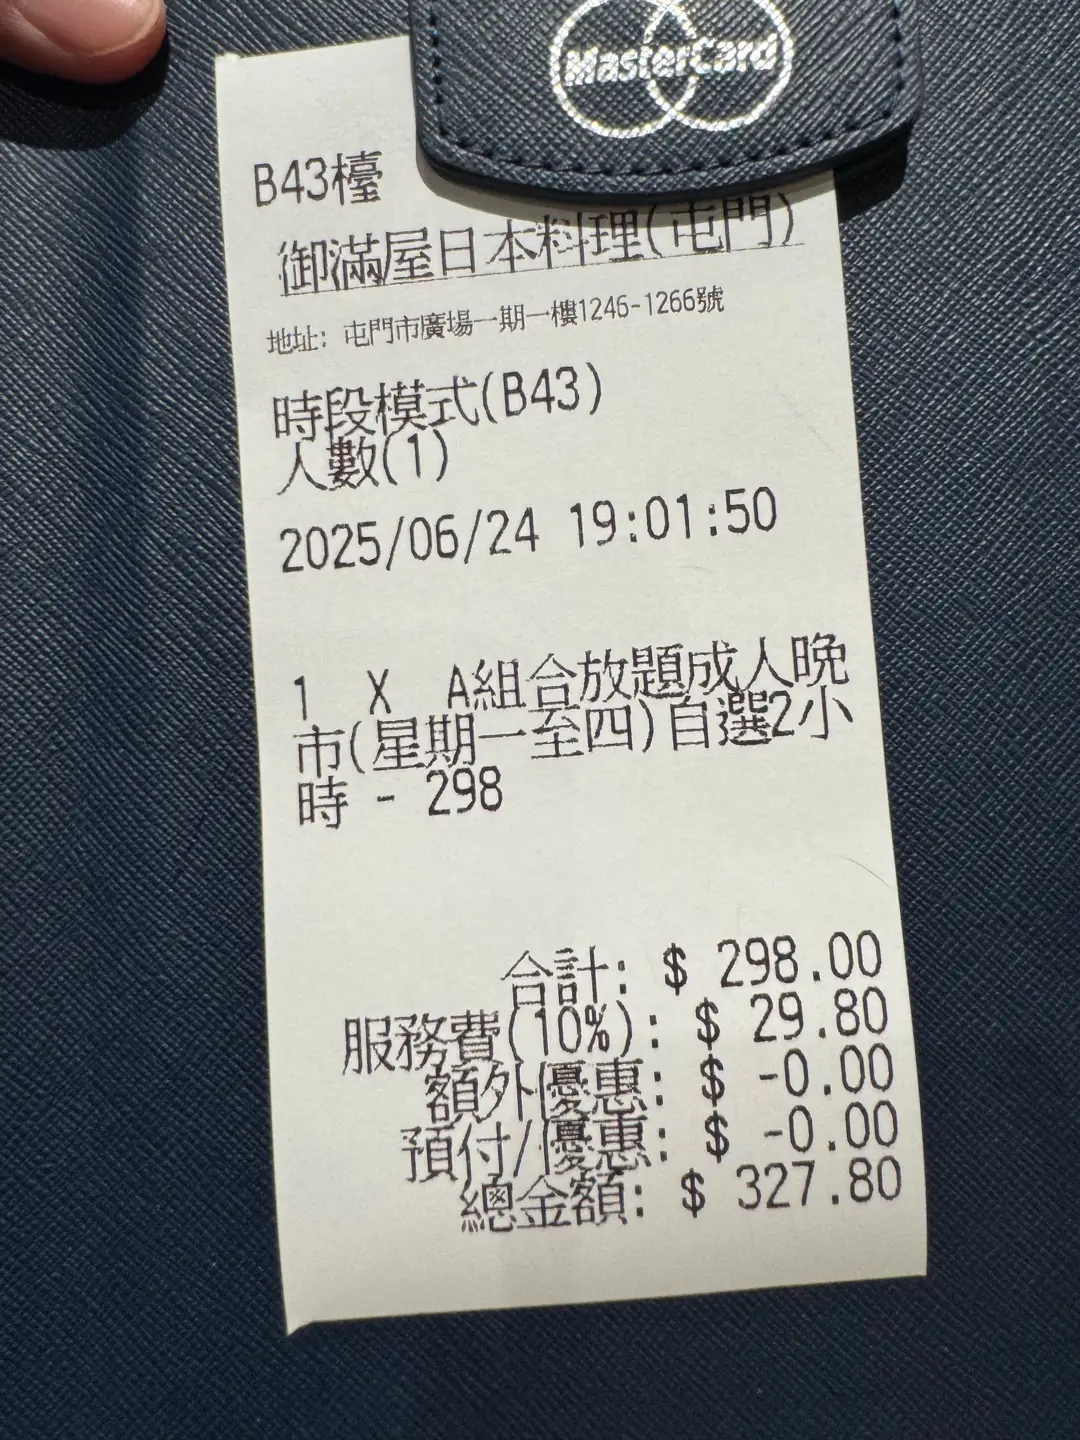 MasterCard
B43檯
御滿屋日本料理(屯門)
地址: 屯門市廣場一期一樓1246-1266號
時段模式(B43)
人數(1)
2025/06/24 19:01:50
1 X A組合放題成人晚
市(星期一至四)自選2小
時 - 298
合計: $ 298.00
服務費(10%): $ 29.80
額外優惠: $ -0.00
預付/優惠: $ -0.00
總金額: $ 327.80